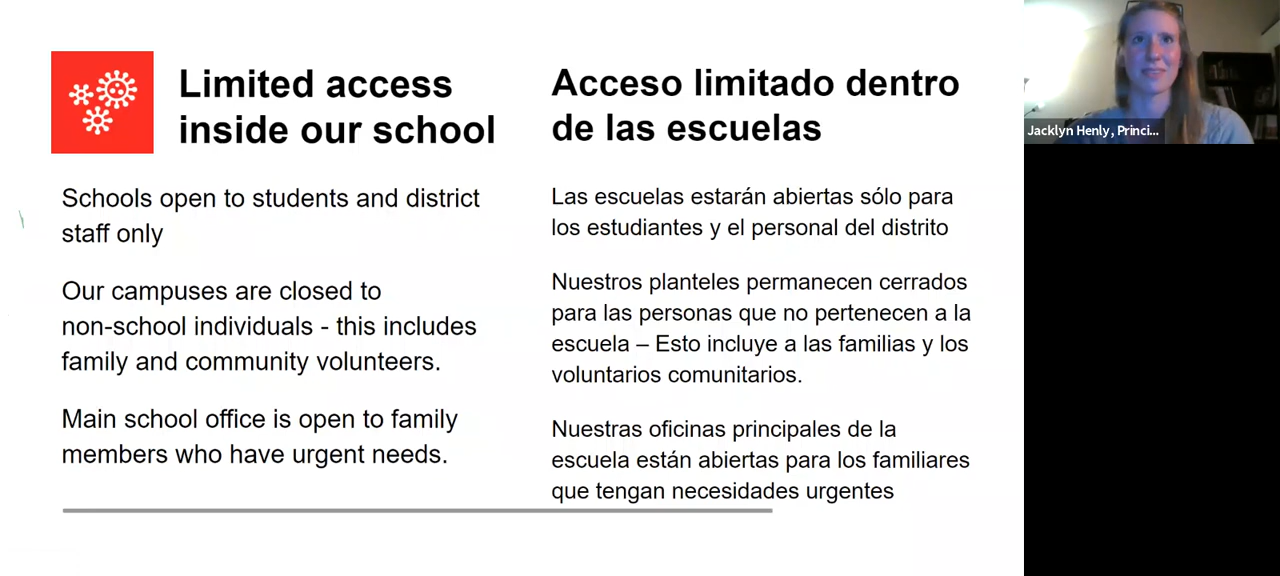 Limited access
inside our school
Schools open to students and district
staff only
Our campuses are closed to
non-school individuals - this includes
family and community volunteers.
Main school office is open to family
members who have urgent needs.
Acceso limitado dentro
de las escuelas
Las escuelas estarán abiertas sólo para
los estudiantes y el personal del distrito
Nuestros planteles permanecen cerrados
para las personas que no pertenecen a la
escuela – Esto incluye a las familias y los
voluntarios comunitarios.
Nuestras oficinas principales de la
escuela están abiertas para los familiares
que tengan necesidades urgentes
Jacklyn Henly, Princi...